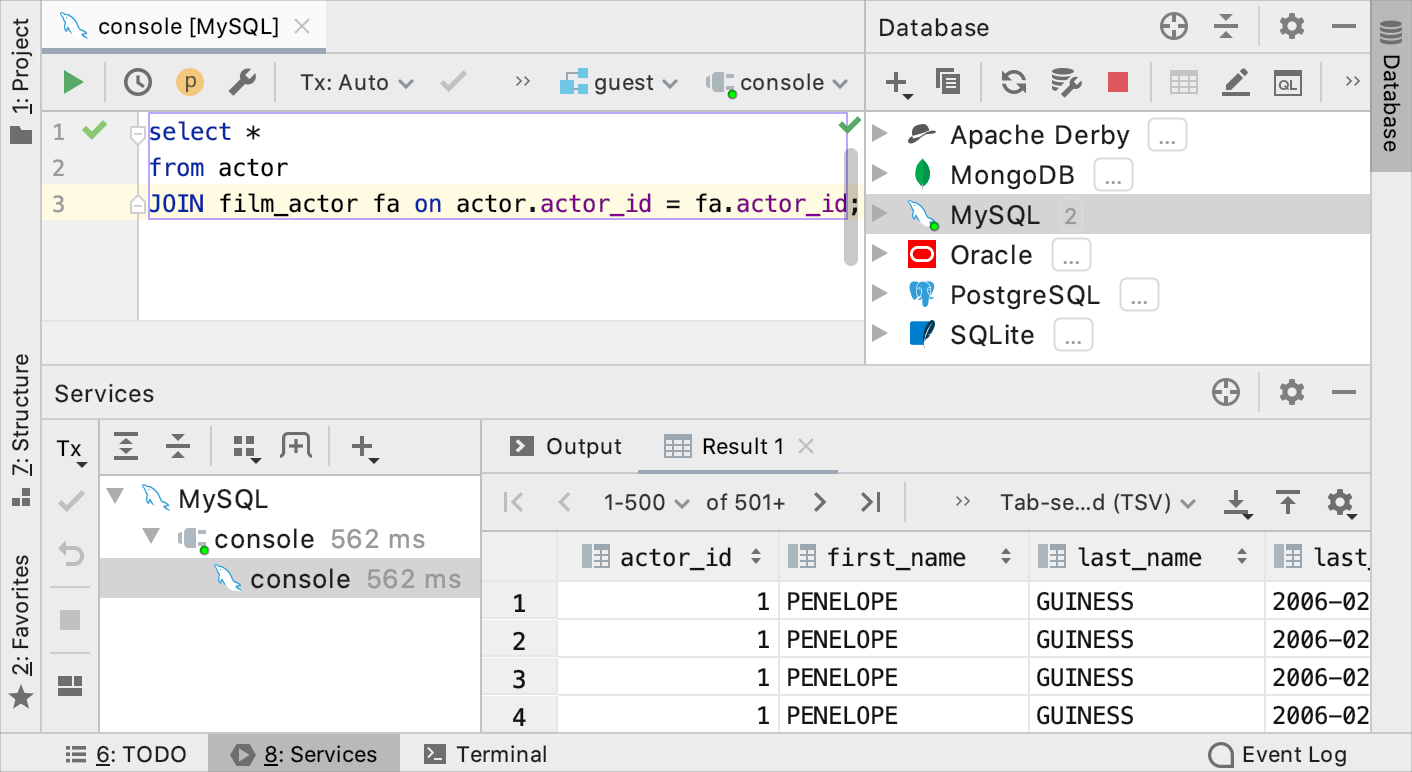 1: Project
7: Structure
2: Favorites
console [MySQL]
p
Tx: Auto
guest
console
1 select *
2 from actor
3 JOIN film_actor fa on actor.actor_id = fa.actor_id;
Database
QL
Apache Derby ...
MongoDB ...
MySQL 2
Oracle ...
PostgreSQL ...
SQLite ...
Database
Services
Tx
MySQL
console 562 ms
console 562 ms
Output
Result 1
1-500 of 501+
Tab-se...d (TSV)
actor_id first_name last_name last_
1 1 PENELOPE GUINESS 2006-02
2 1 PENELOPE GUINESS 2006-02
3 1 PENELOPE GUINESS 2006-02
4 1 PENELOPE GUINESS 2006-02
6: TODO
8: Services
Terminal
Event Log